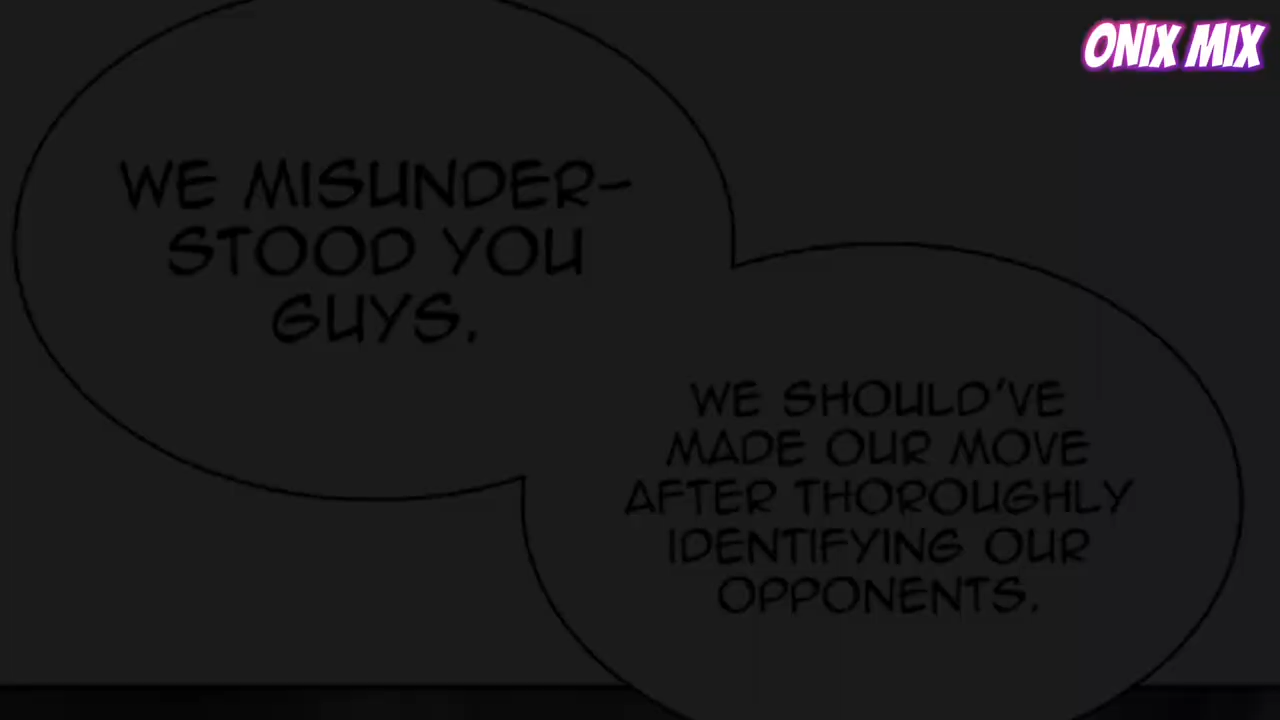 ONIX MIX
WE MISUNDER-
STOOD YOU
GUYS.
WE SHOULD'VE
MADE OUR MOVE
AFTER THOROUGHLY
IDENTIFYING OUR
OPPONENTS.